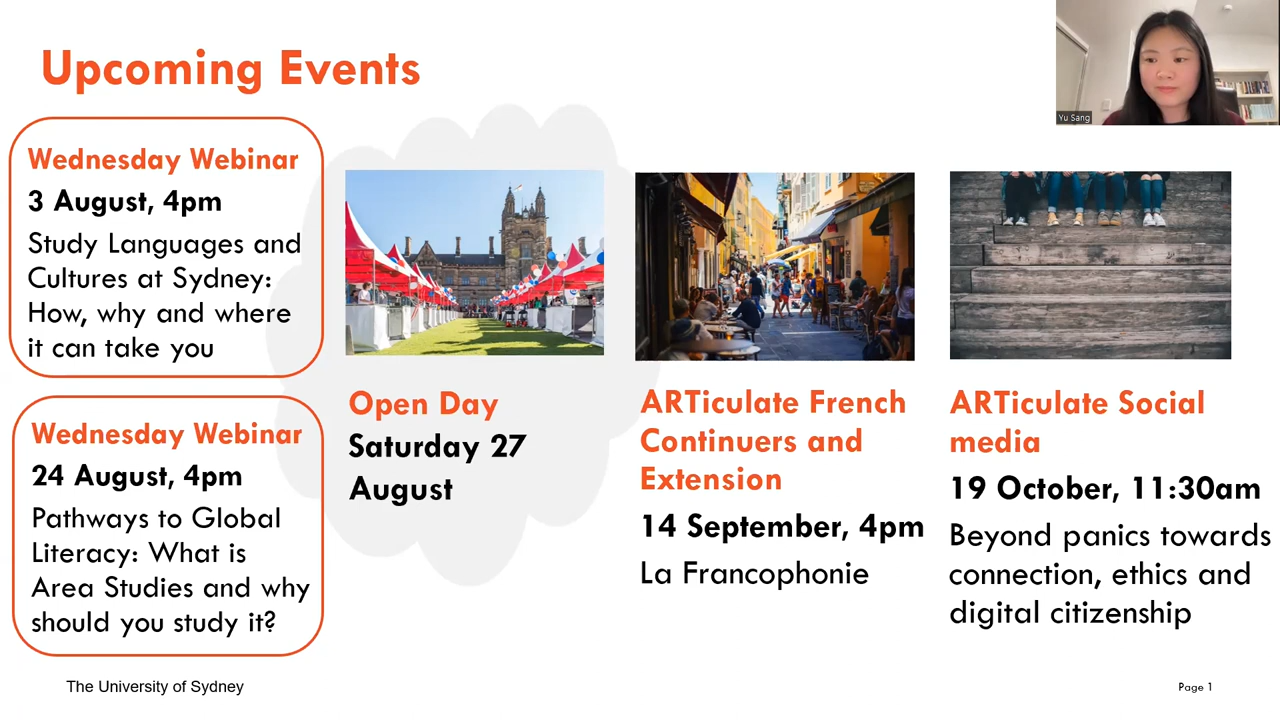 Upcoming Events
Yu Sang
Wednesday Webinar
3 August, 4pm
Study Languages and
Cultures at Sydney:
How, why and where
it can take you
Wednesday Webinar
24 August, 4pm
Pathways to Global
Literacy: What is
Area Studies and why
should you study it?
Open Day
Saturday 27
August
ARTiculate French
Continuers and
Extension
14 September, 4pm
La Francophonie
ARTiculate Social
media
19 October, 11:30am
Beyond panics towards
connection, ethics and
digital citizenship
The University of Sydney
Page 1